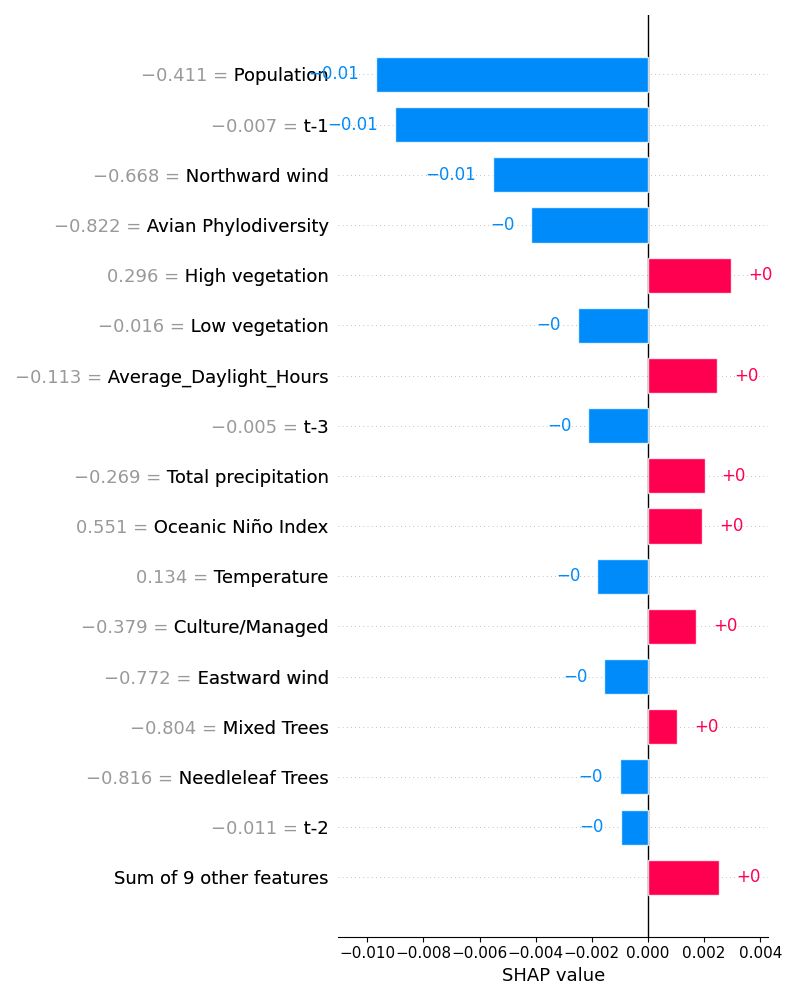 −0.411 = Population −0.01
−0.007 = t-1 −0.01
−0.668 = Northward wind −0.01
−0.822 = Avian Phylodiversity −0
0.296 = High vegetation +0
−0.016 = Low vegetation −0
−0.113 = Average_Daylight_Hours +0
−0.005 = t-3 −0
−0.269 = Total precipitation +0
0.551 = Oceanic Niño Index +0
0.134 = Temperature −0
−0.379 = Culture/Managed +0
−0.772 = Eastward wind −0
−0.804 = Mixed Trees +0
−0.816 = Needleleaf Trees −0
−0.011 = t-2 −0
Sum of 9 other features +0
−0.010 −0.008 −0.006 −0.004 −0.002 0.000 0.002 0.004
SHAP value